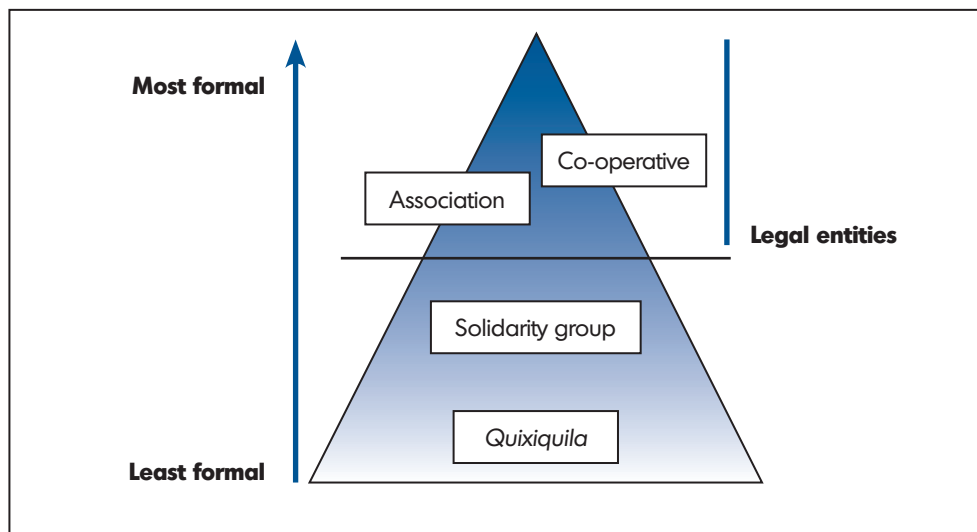 Most formal
Co-operative
Association
Legal entities
Solidarity group
Quixiquila
Least formal